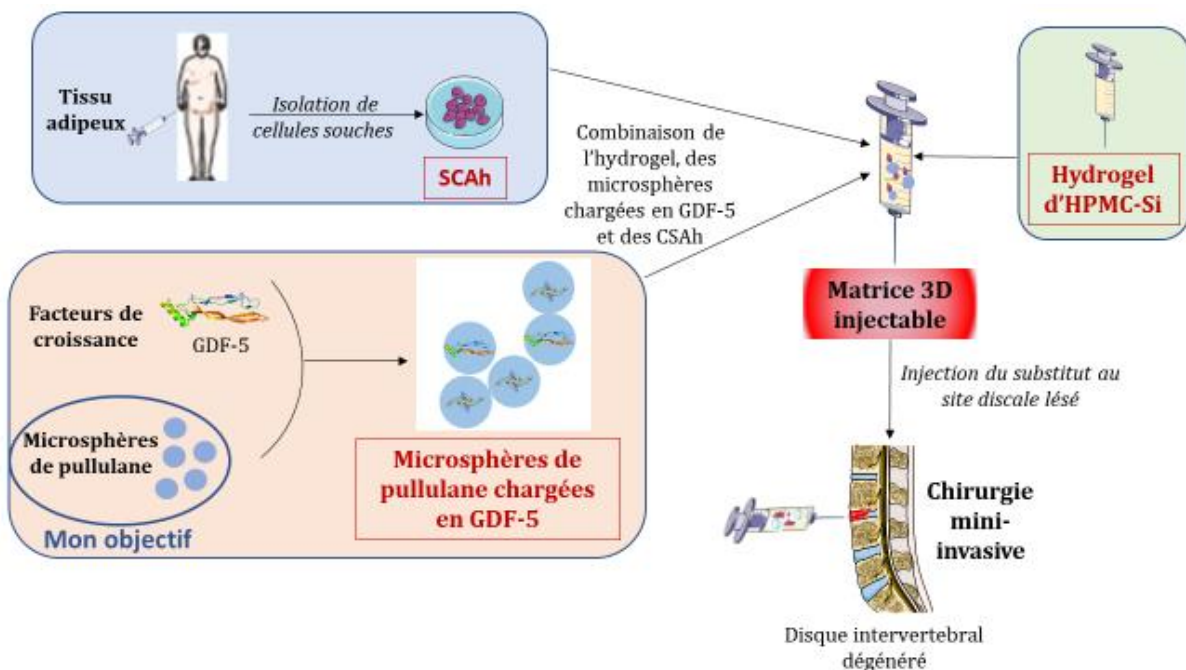 Tissu
adipeux
Isolation de
cellules souches
SCAh
Combinaison de
l'hydrogel, des
microsphères
chargées en GDF-5
et des CSAh
Hydrogel
d'HPMC-Si
Facteurs de
croissance
GDF-5
Microsphères
de pullulane
Mon objectif
Microsphères de
pullulane chargées
en GDF-5
Matrice 3D
injectable
Injection du substitut au
site discale lésé
Chirurgie
mini-
invasive
Disque intervertebral
dégénéré